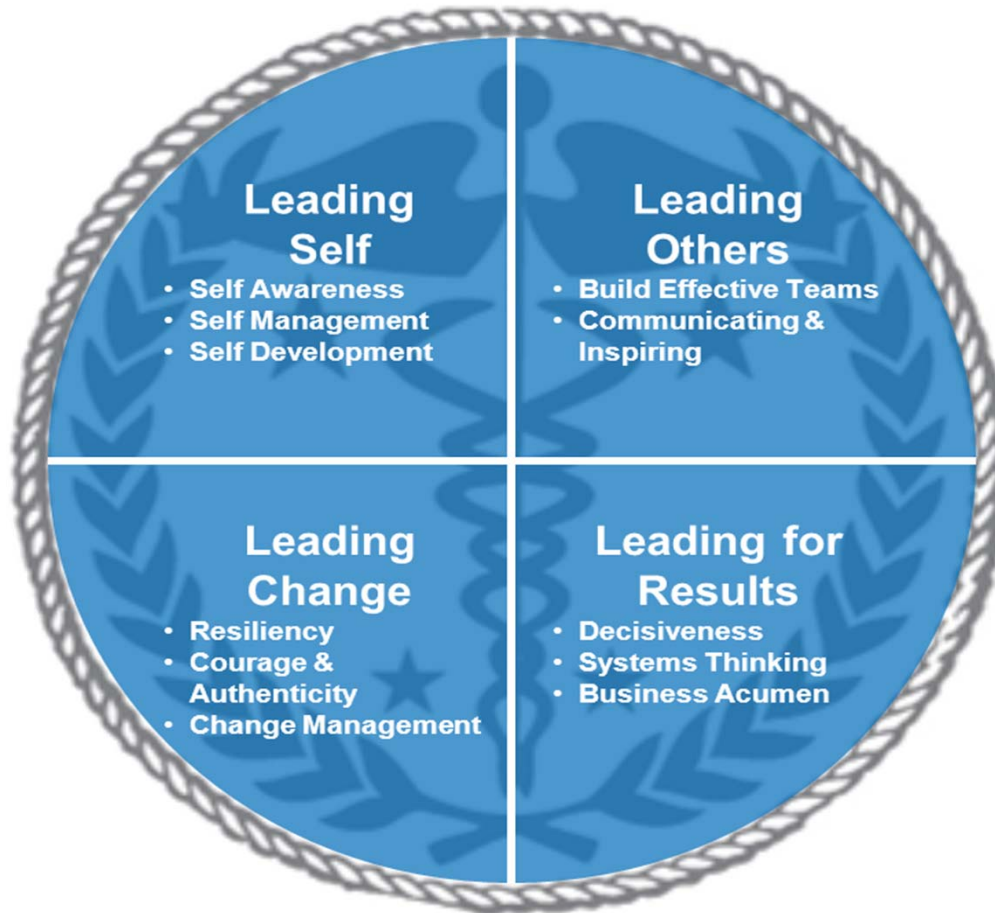 Leading
Self
• Self Awareness
• Self Management
• Self Development
Leading
Others
• Build Effective Teams
• Communicating &
Inspiring
Leading
Change
• Resiliency
• Courage &
Authenticity
• Change Management
Leading for
Results
• Decisiveness
• Systems Thinking
• Business Acumen